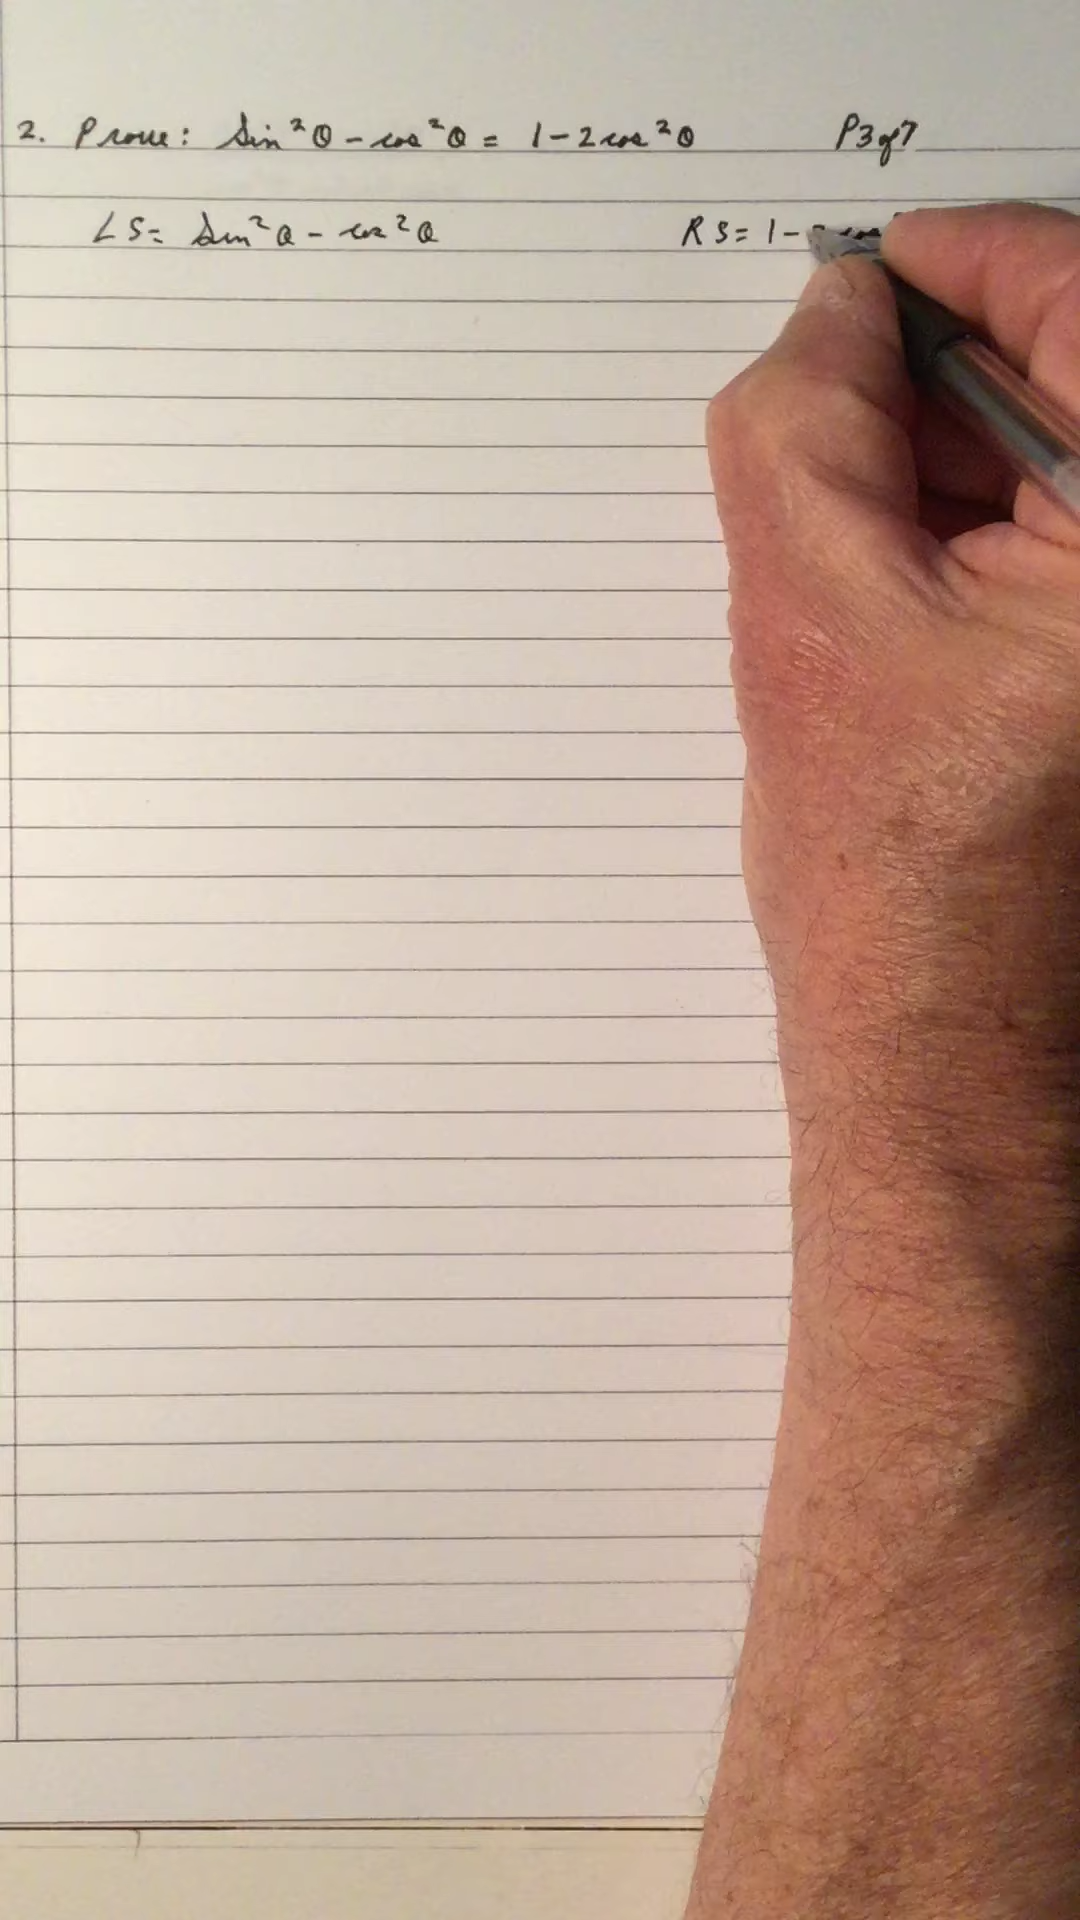 2. Prove: sin²θ - cos²θ = 1 - 2cos²θ P3 of 7
LS = sin²θ - cos²θ RS = 1 -